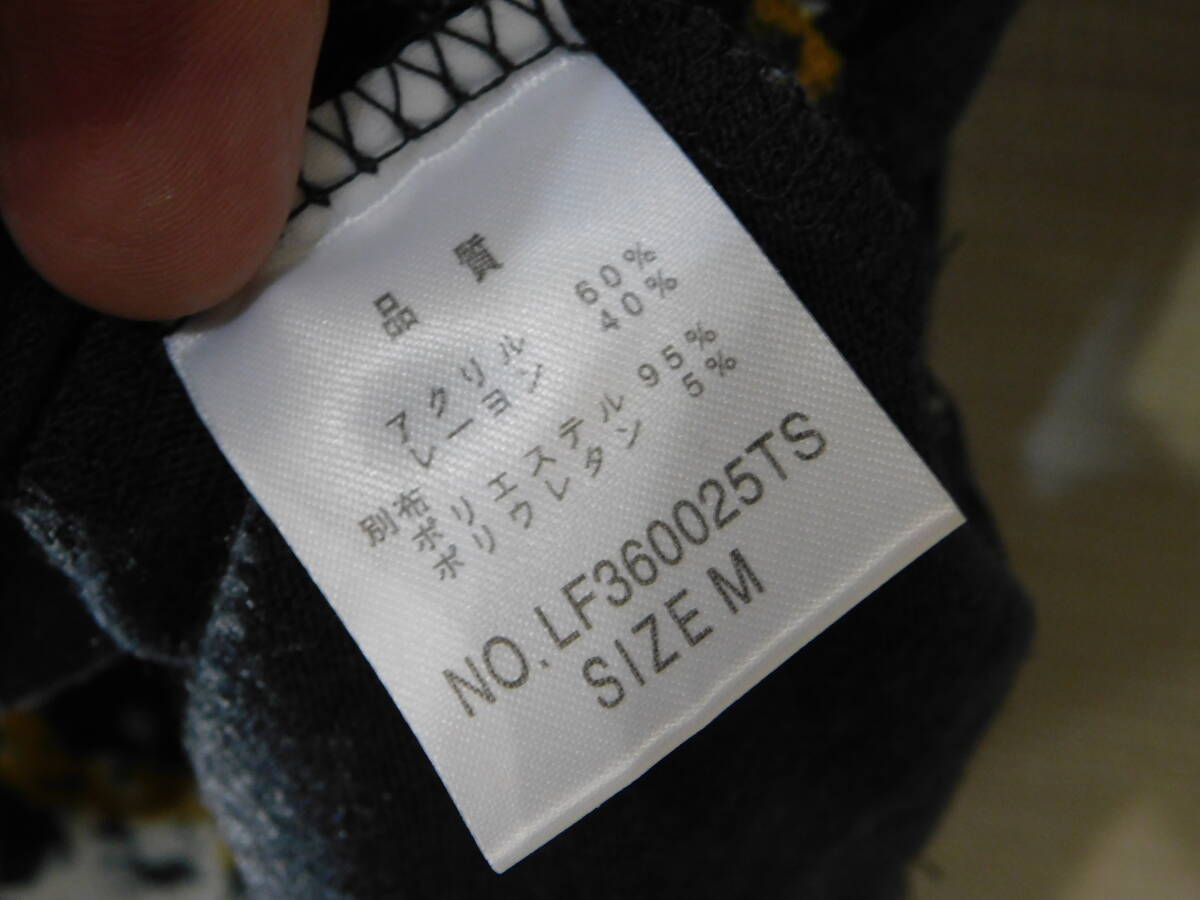 品質
アクリル 60%
レーヨン 40%
別布
ポリエステル 95%
ポリウレタン 5%
NO.LF360025TS
SIZE M